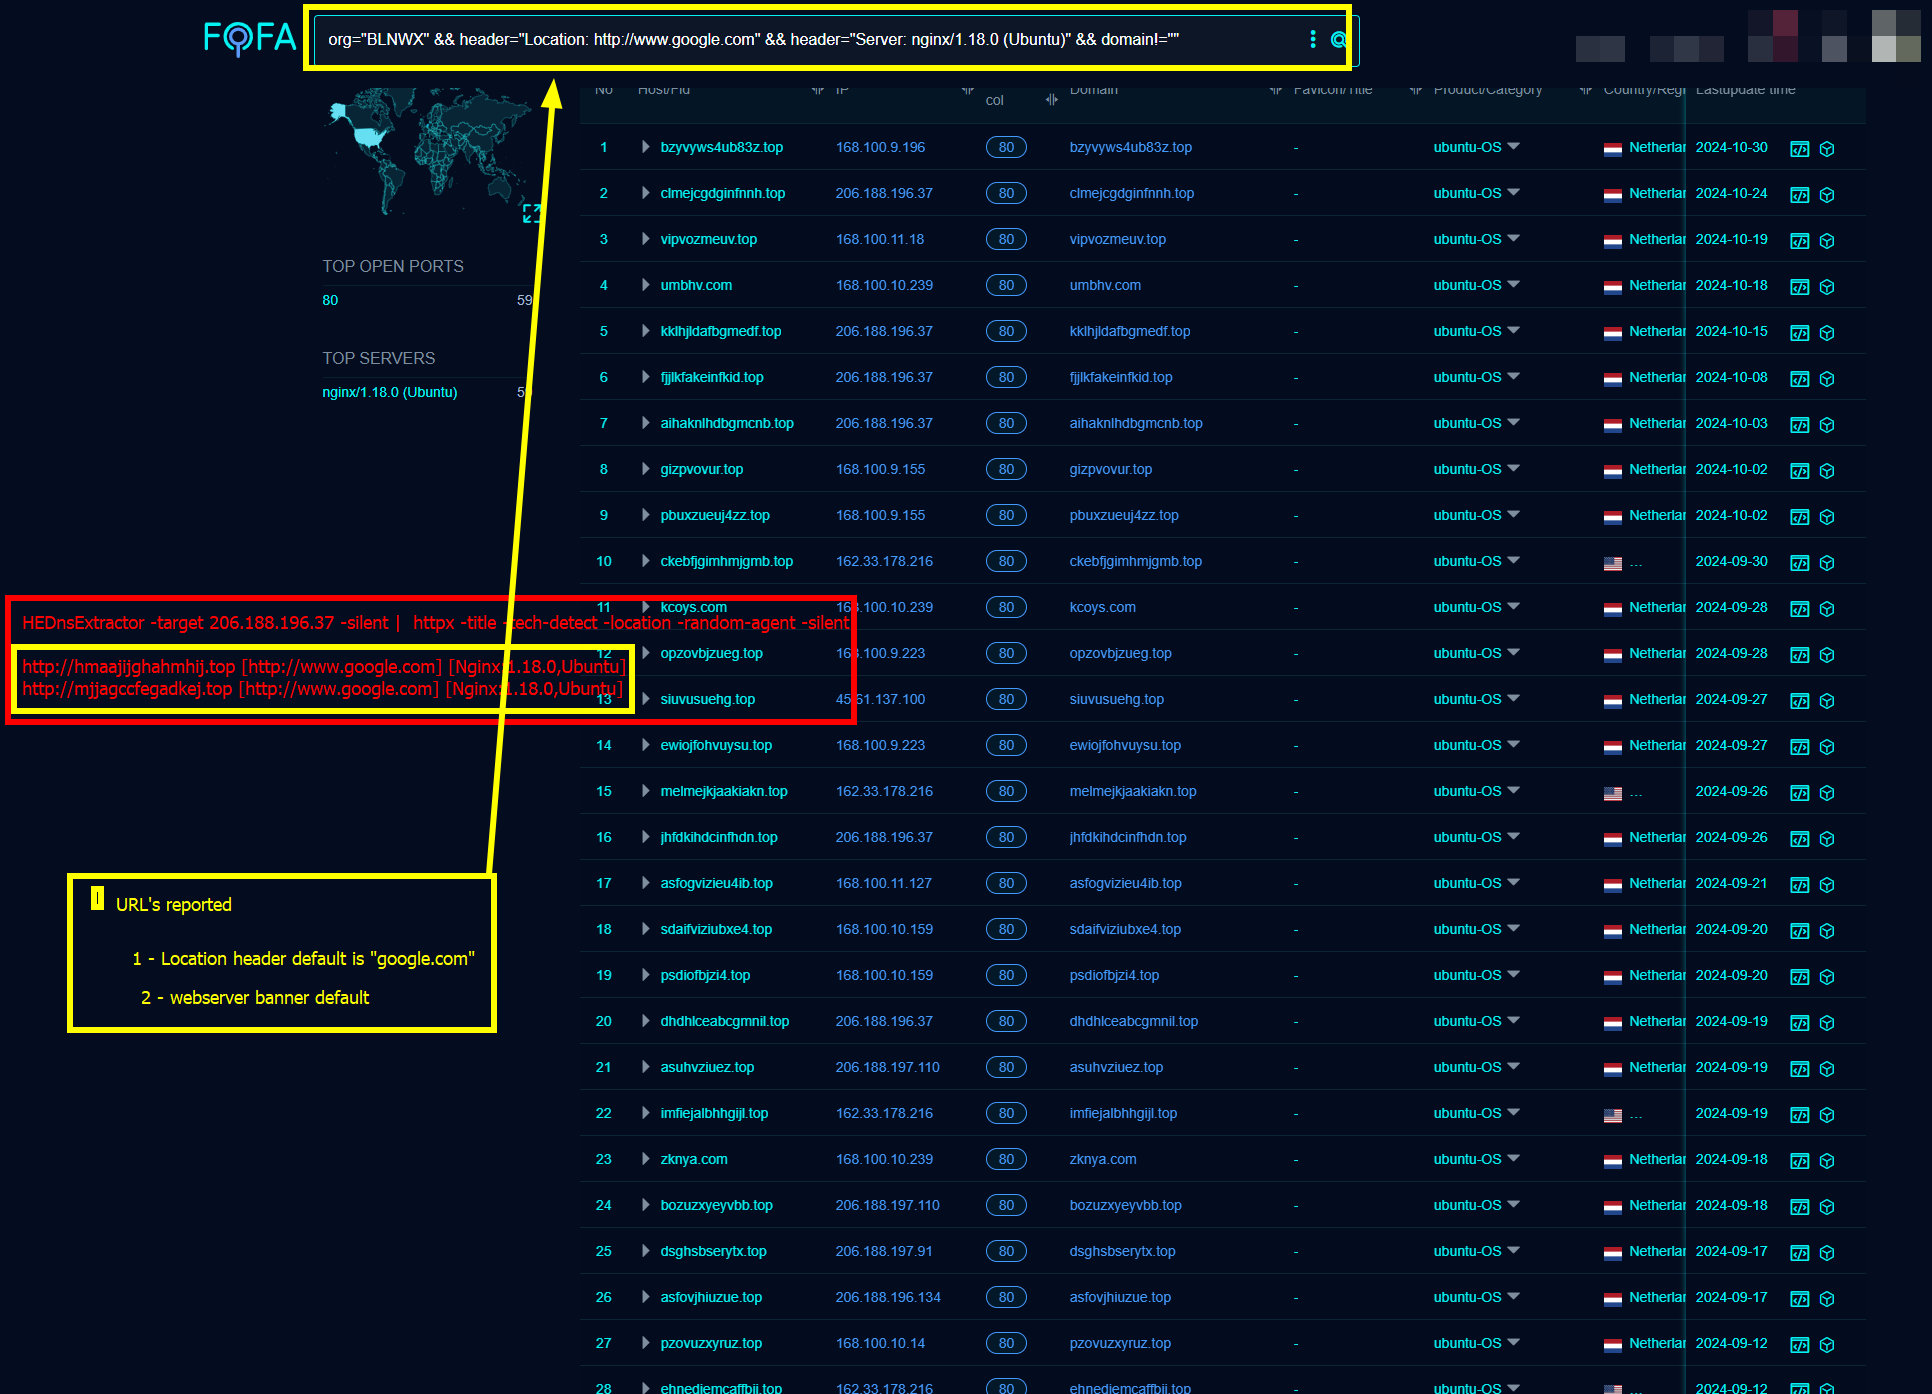 FOFA
org="BLNWX" && header="Location: http://www.google.com" && header="Server: nginx/1.18.0 (Ubuntu)" && domain!=""
No Host/Fid IP col Domain Favicon/Title Product/Category Country/Regi Lastupdate time
TOP OPEN PORTS
80 59
TOP SERVERS
nginx/1.18.0 (Ubuntu) 59
1 bzyvyws4ub83z.top 168.100.9.196 80 bzyvyws4ub83z.top - ubuntu-OS Netherlar 2024-10-30
2 clmejcgdginfnnh.top 206.188.196.37 80 clmejcgdginfnnh.top - ubuntu-OS Netherlar 2024-10-24
3 vipvozmeuv.top 168.100.11.18 80 vipvozmeuv.top - ubuntu-OS Netherlar 2024-10-19
4 umbhv.com 168.100.10.239 80 umbhv.com - ubuntu-OS Netherlar 2024-10-18
5 kklhjldafbgmedf.top 206.188.196.37 80 kklhjldafbgmedf.top - ubuntu-OS Netherlar 2024-10-15
6 fjjlkfakeinfkid.top 206.188.196.37 80 fjjlkfakeinfkid.top - ubuntu-OS Netherlar 2024-10-08
7 aihaknlhdbgmcnb.top 206.188.196.37 80 aihaknlhdbgmcnb.top - ubuntu-OS Netherlar 2024-10-03
8 gizpvovur.top 168.100.9.155 80 gizpvovur.top - ubuntu-OS Netherlar 2024-10-02
9 pbuxzueuj4zz.top 168.100.9.155 80 pbuxzueuj4zz.top - ubuntu-OS Netherlar 2024-10-02
10 ckebfjgimhmjgmb.top 162.33.178.216 80 ckebfjgimhmjgmb.top - ubuntu-OS ... 2024-09-30
11 kcoys.com 168.100.10.239 80 kcoys.com - ubuntu-OS Netherlar 2024-09-28
HEDnsExtractor -target 206.188.196.37 -silent | httpx -title -tech-detect -location -random-agent -silent
12 opzovbjzueg.top 168.100.9.223 80 opzovbjzueg.top - ubuntu-OS Netherlar 2024-09-28
http://hmaajijghahmhij.top [http://www.google.com] [Nginx:1.18.0,Ubuntu]
http://mjjagccfegadkej.top [http://www.google.com] [Nginx:1.18.0,Ubuntu]
13 siuvusuehg.top 45.61.137.100 80 siuvusuehg.top - ubuntu-OS Netherlar 2024-09-27
14 ewiojfohvuysu.top 168.100.9.223 80 ewiojfohvuysu.top - ubuntu-OS Netherlar 2024-09-27
15 melmejkjaakiakn.top 162.33.178.216 80 melmejkjaakiakn.top - ubuntu-OS ... 2024-09-26
16 jhfdkihdcinfhdn.top 206.188.196.37 80 jhfdkihdcinfhdn.top - ubuntu-OS Netherlar 2024-09-26
17 asfogvizieu4ib.top 168.100.11.127 80 asfogvizieu4ib.top - ubuntu-OS Netherlar 2024-09-21
URL's reported
1 - Location header default is "google.com"
2 - webserver banner default
18 sdaifviziubxe4.top 168.100.10.159 80 sdaifviziubxe4.top - ubuntu-OS Netherlar 2024-09-20
19 psdiofbjzi4.top 168.100.10.159 80 psdiofbjzi4.top - ubuntu-OS Netherlar 2024-09-20
20 dhdhlceabcgmnil.top 206.188.196.37 80 dhdhlceabcgmnil.top - ubuntu-OS Netherlar 2024-09-19
21 asuhvziuez.top 206.188.197.110 80 asuhvziuez.top - ubuntu-OS Netherlar 2024-09-19
22 imfiejalbhhgijl.top 162.33.178.216 80 imfiejalbhhgijl.top - ubuntu-OS ... 2024-09-19
23 zknya.com 168.100.10.239 80 zknya.com - ubuntu-OS Netherlar 2024-09-18
24 bozuzxyeyvbb.top 206.188.197.110 80 bozuzxyeyvbb.top - ubuntu-OS Netherlar 2024-09-18
25 dsghsbserytx.top 206.188.197.91 80 dsghsbserytx.top - ubuntu-OS Netherlar 2024-09-17
26 asfovjhiuzue.top 206.188.196.134 80 asfovjhiuzue.top - ubuntu-OS Netherlar 2024-09-17
27 pzovuzxyruz.top 168.100.10.14 80 pzovuzxyruz.top - ubuntu-OS Netherlar 2024-09-12
28 ehnedjemcaffbij.top 162.33.178.216 80 ehnedjemcaffbij.top - ubuntu-OS ... 2024-09-12